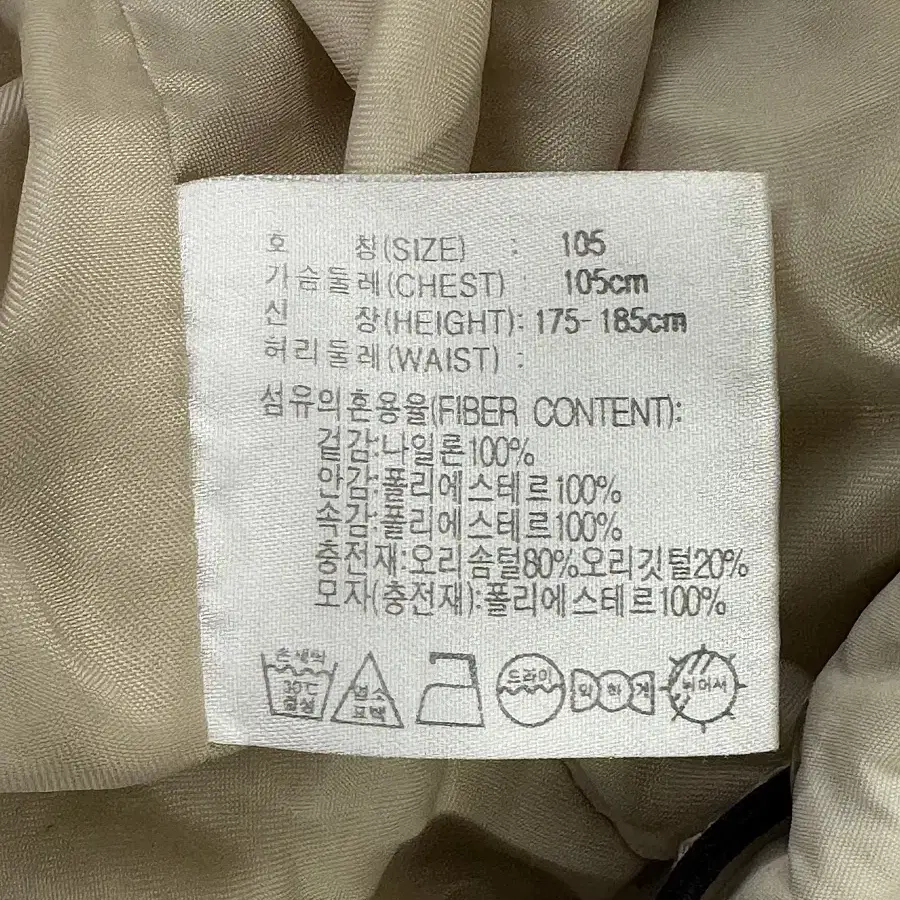 호 칭(SIZE) : 105
가슴둘레(CHEST) : 105cm
신 장(HEIGHT): 175-185cm
허리둘레(WAIST) :
섬유의혼용율(FIBER CONTENT):
겉감:나일론100%
안감:폴리에스테르100%
속감:폴리에스테르100%
충전재:오리솜털80%오리깃털20%
모자(충전재):폴리에스테르100%
손세탁 30℃ 중성 염소 표백 드라이 약하게 뉘어서